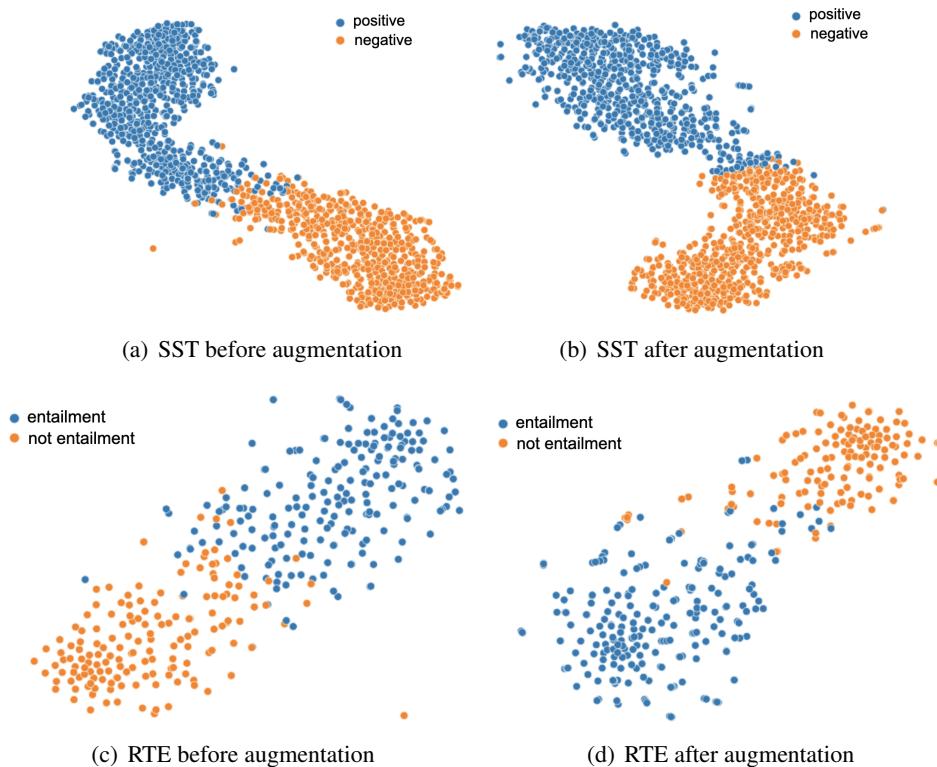 positive
negative
positive
negative
(a) SST before augmentation
(b) SST after augmentation
entailment
not entailment
entailment
not entailment
(c) RTE before augmentation
(d) RTE after augmentation